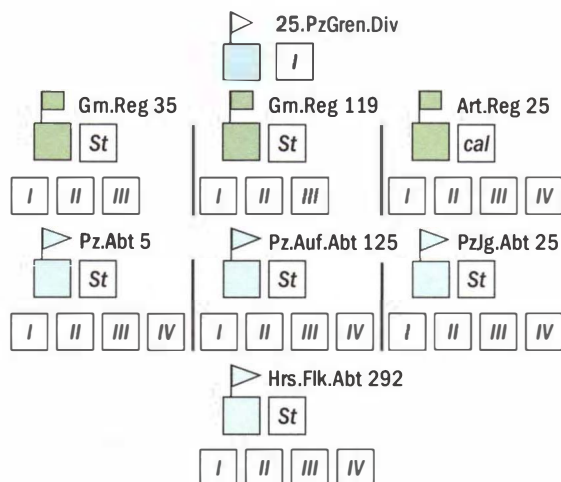 25.PzGren.Div
I
Gm.Reg 35 Gm.Reg 119 Art.Reg 25
St St cal
I II III I II III I II III IV
Pz.Abt 5 Pz.Auf.Abt 125 PzJg.Abt 25
St St St
I II III IV I II III IV I II III IV
Hrs.Flk.Abt 292
St
I II III IV